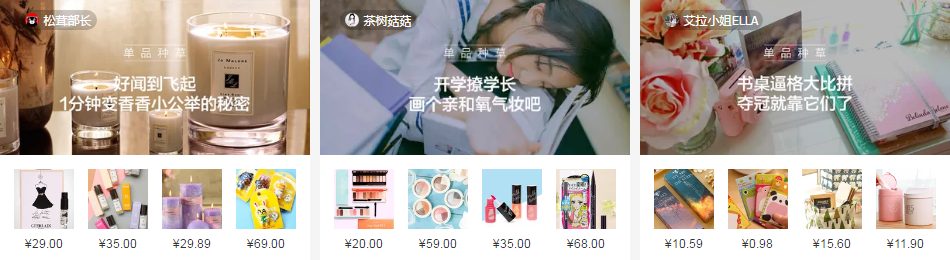 松茸部长
单品种草
好闻到飞起
1分钟变香香小公举的秘密
JO MALONE
¥29.00
¥35.00
¥29.89
¥69.00
茶树菇菇
单品种草
开学撩学长
画个亲和氧气妆吧
¥20.00
¥59.00
¥35.00
¥68.00
艾拉小姐ELLA
单品种草
书桌逼格大比拼
夺冠就靠它们了
¥10.59
¥0.98
¥15.60
¥11.90